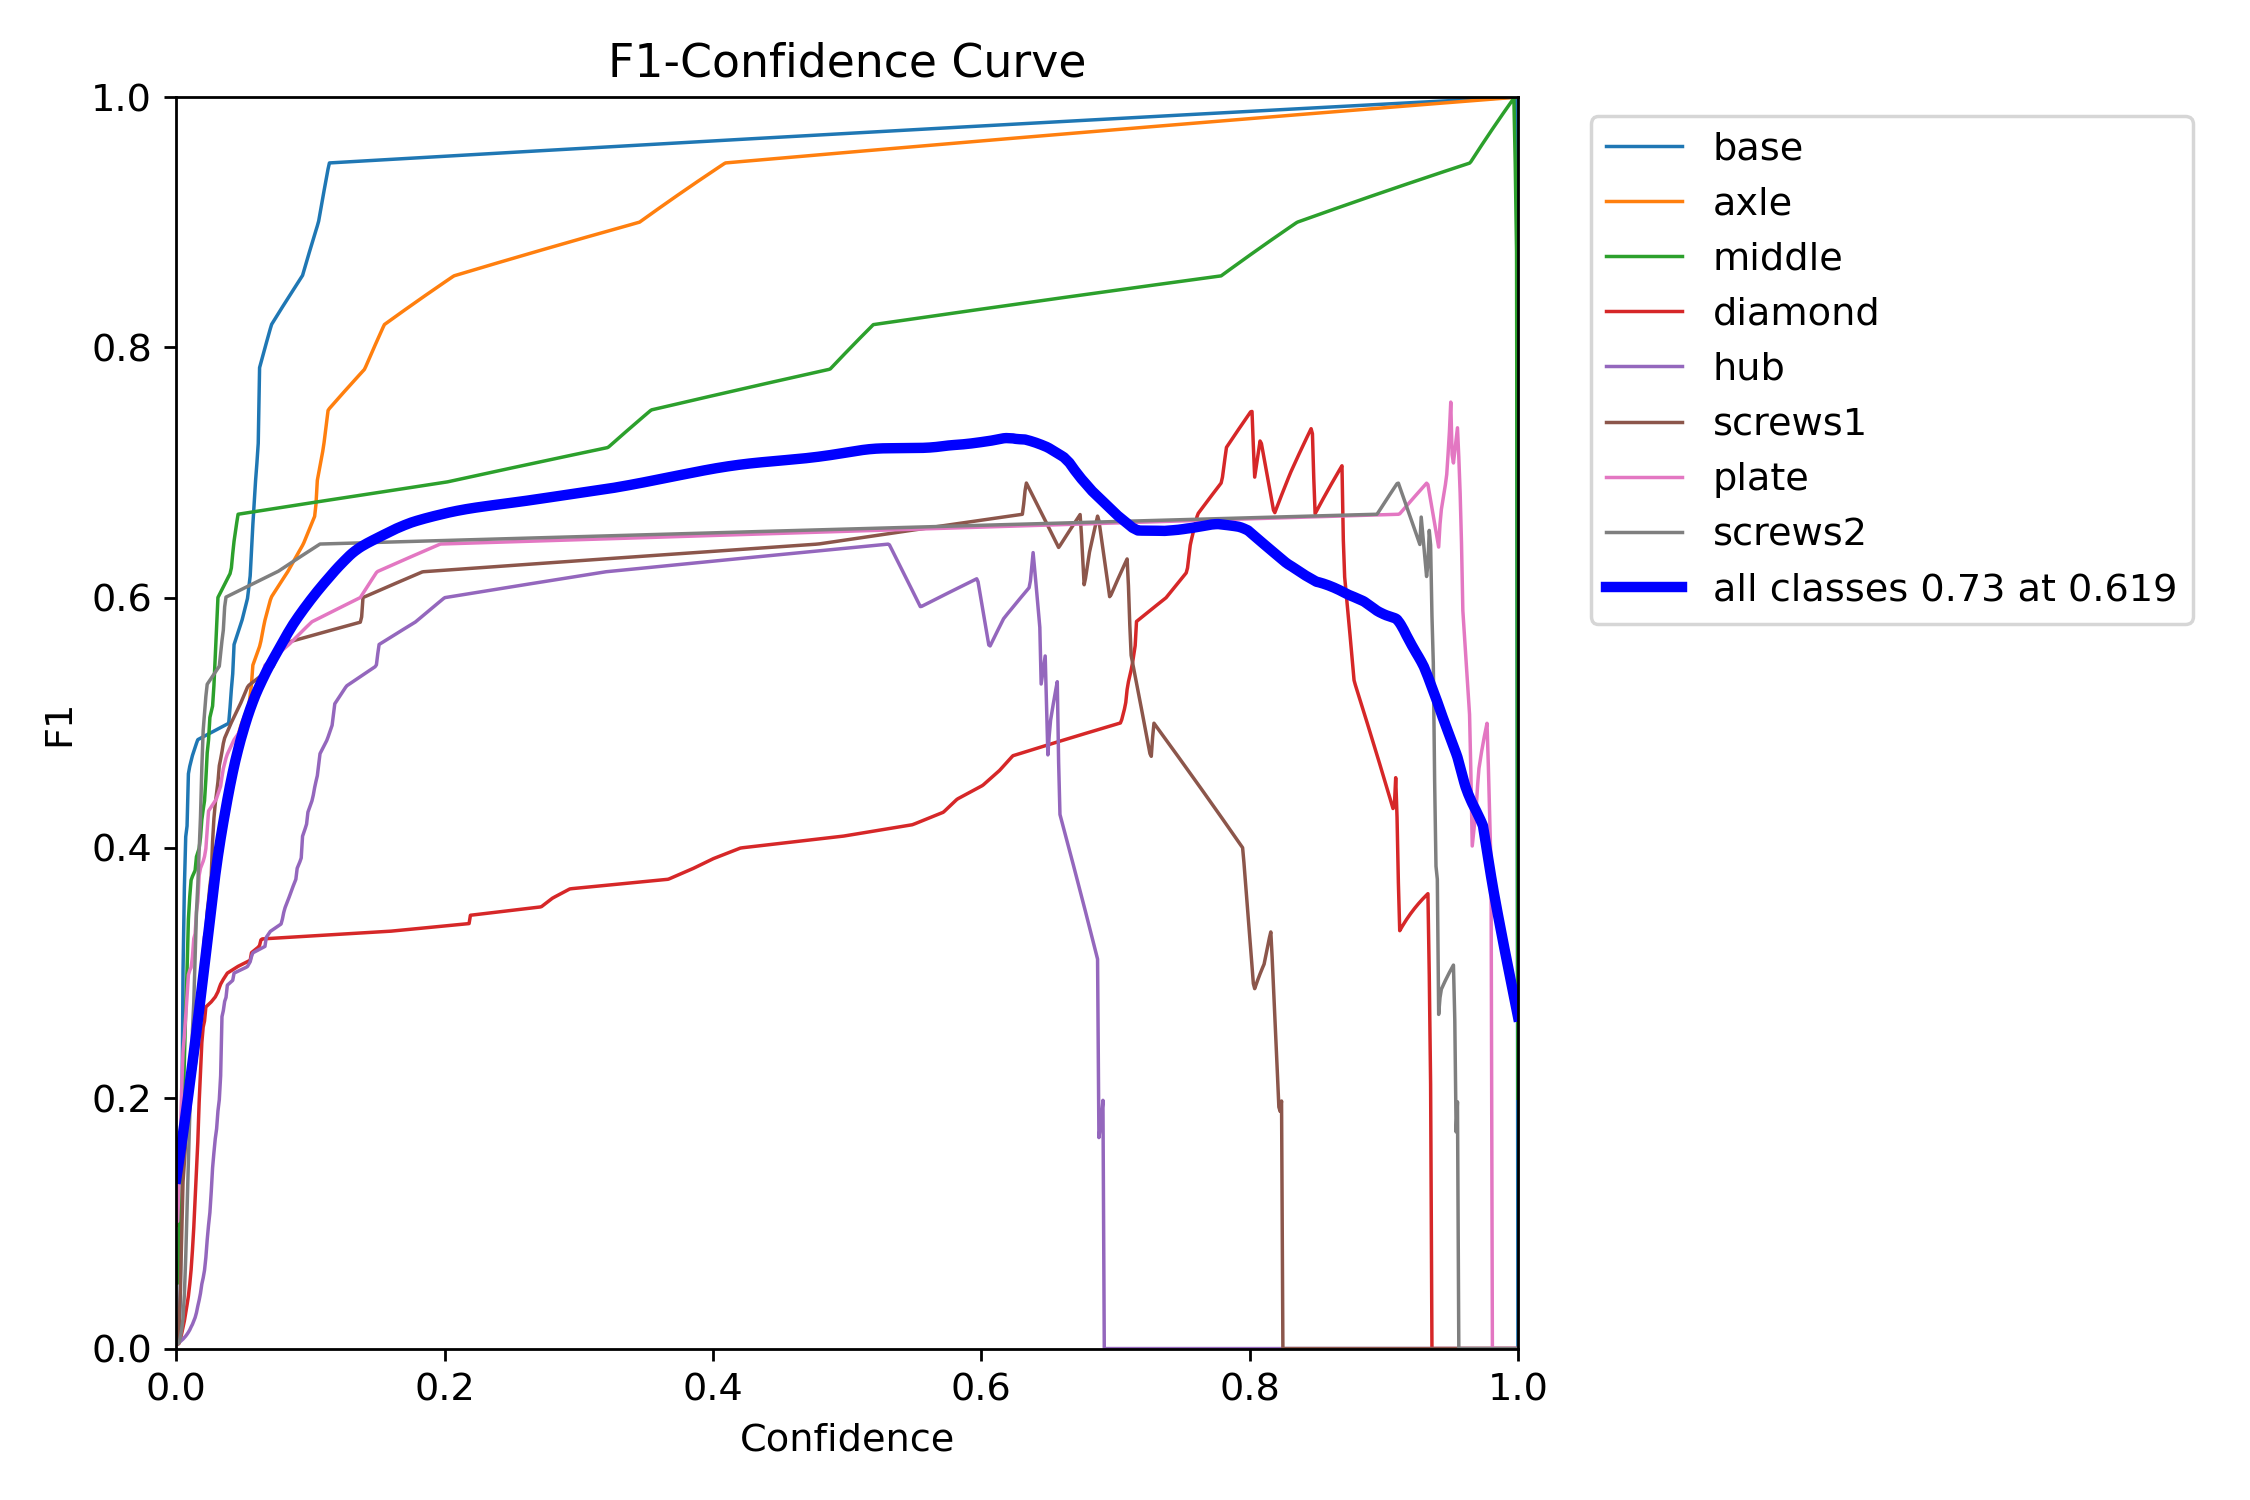 F1-Confidence Curve
1.0
0.8
0.6
0.4
0.2
0.0
F1
0.0 0.2 0.4 0.6 0.8 1.0
Confidence
base
axle
middle
diamond
hub
screws1
plate
screws2
all classes 0.73 at 0.619